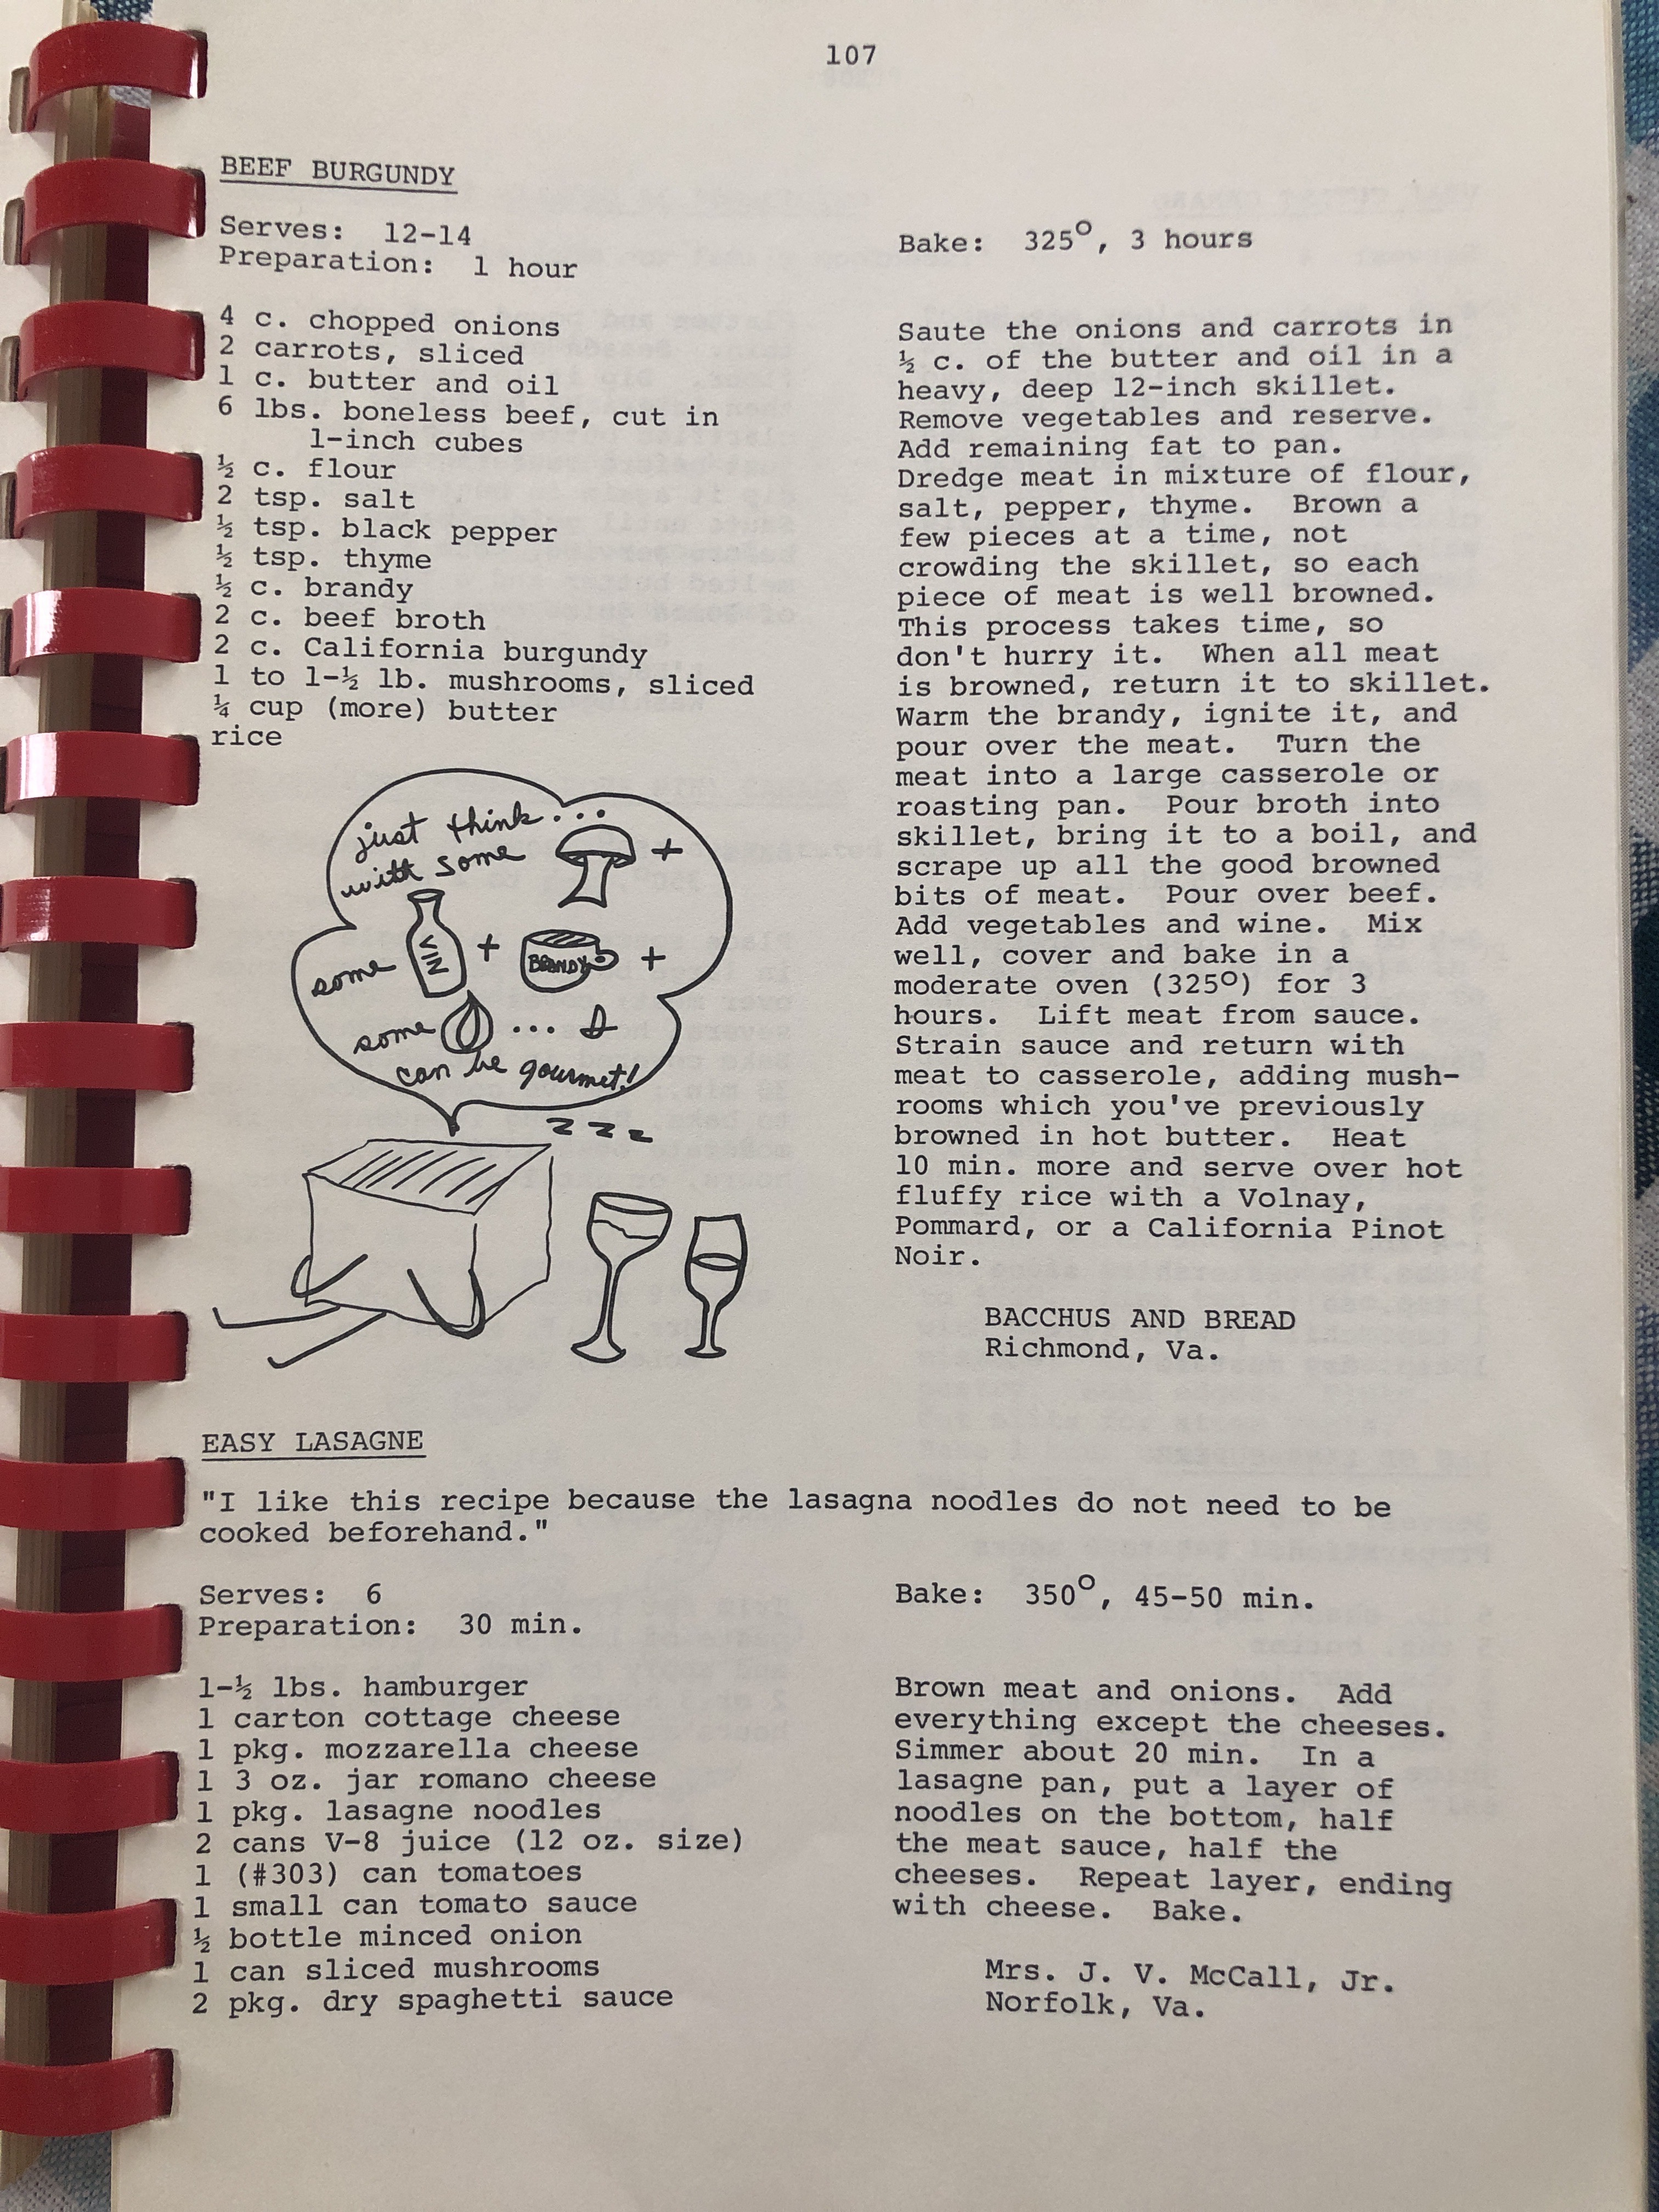 107
BEEF BURGUNDY
Serves: 12-14
Preparation: 1 hour
Bake: 325°, 3 hours
4 c. chopped onions
2 carrots, sliced
1 c. butter and oil
6 lbs. boneless beef, cut in
1-inch cubes
½ c. flour
2 tsp. salt
½ tsp. black pepper
½ tsp. thyme
½ c. brandy
2 c. beef broth
2 c. California burgundy
1 to 1-½ lb. mushrooms, sliced
¼ cup (more) butter
rice
Saute the onions and carrots in
½ c. of the butter and oil in a
heavy, deep 12-inch skillet.
Remove vegetables and reserve.
Add remaining fat to pan.
Dredge meat in mixture of flour,
salt, pepper, thyme. Brown a
few pieces at a time, not
crowding the skillet, so each
piece of meat is well browned.
This process takes time, so
don't hurry it. When all meat
is browned, return it to skillet.
Warm the brandy, ignite it, and
pour over the meat. Turn the
meat into a large casserole or
roasting pan. Pour broth into
skillet, bring it to a boil, and
scrape up all the good browned
bits of meat. Pour over beef.
Add vegetables and wine. Mix
well, cover and bake in a
moderate oven (325°) for 3
hours. Lift meat from sauce.
Strain sauce and return with
meat to casserole, adding mush-
rooms which you've previously
browned in hot butter. Heat
10 min. more and serve over hot
fluffy rice with a Volnay,
Pommard, or a California Pinot
Noir.
BACCHUS AND BREAD
Richmond, Va.
just think...
with some +
some VIN + BRANDY +
some ... I
can be gourmet!
z z z
EASY LASAGNE
"I like this recipe because the lasagna noodles do not need to be
cooked beforehand."
Serves: 6
Preparation: 30 min.
Bake: 350°, 45-50 min.
1-½ lbs. hamburger
1 carton cottage cheese
1 pkg. mozzarella cheese
1 3 oz. jar romano cheese
1 pkg. lasagne noodles
2 cans V-8 juice (12 oz. size)
1 (#303) can tomatoes
1 small can tomato sauce
½ bottle minced onion
1 can sliced mushrooms
2 pkg. dry spaghetti sauce
Brown meat and onions. Add
everything except the cheeses.
Simmer about 20 min. In a
lasagne pan, put a layer of
noodles on the bottom, half
the meat sauce, half the
cheeses. Repeat layer, ending
with cheese. Bake.
Mrs. J. V. McCall, Jr.
Norfolk, Va.